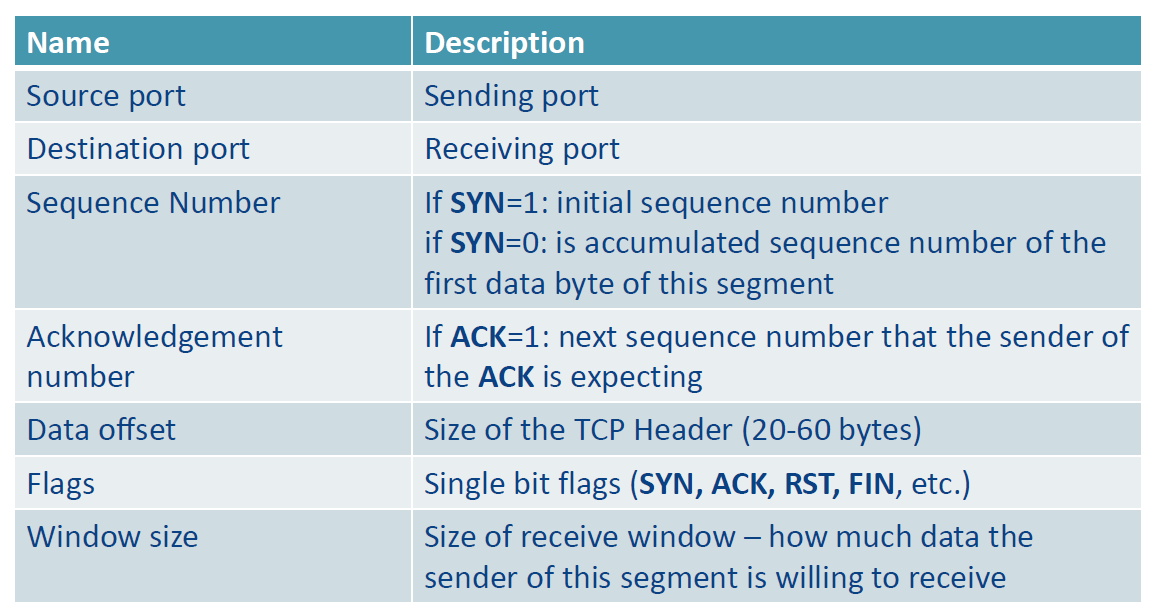 Name Description
Source port Sending port
Destination port Receiving port
Sequence Number If SYN=1: initial sequence number
if SYN=0: is accumulated sequence number of the
first data byte of this segment
Acknowledgement If ACK=1: next sequence number that the sender of
number the ACK is expecting
Data offset Size of the TCP Header (20-60 bytes)
Flags Single bit flags (SYN, ACK, RST, FIN, etc.)
Window size Size of receive window – how much data the
sender of this segment is willing to receive